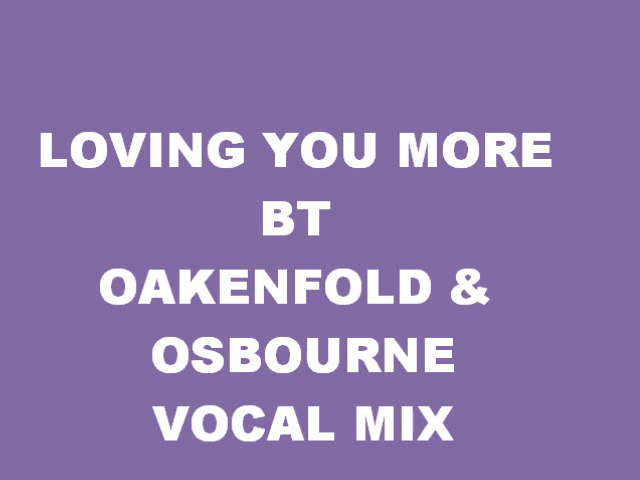 LOVING YOU MORE
BT
OAKENFOLD &
OSBOURNE
VOCAL MIX